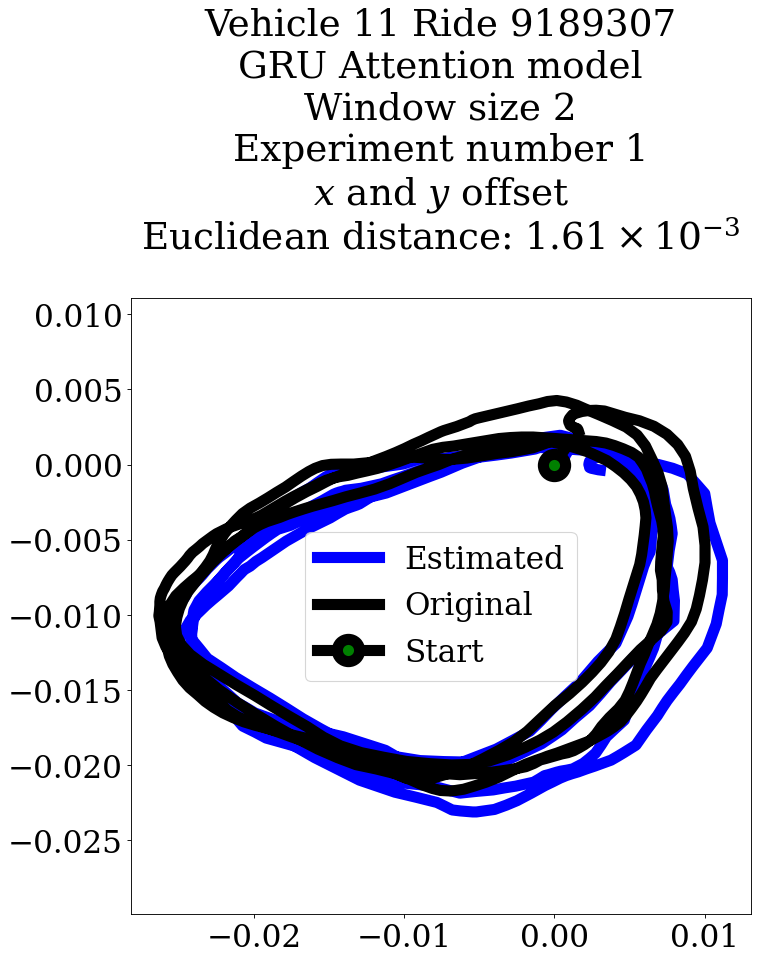 Vehicle 11 Ride 9189307
GRU Attention model
Window size 2
Experiment number 1
x and y offset
Euclidean distance: 1.61 × 10⁻³
0.010
0.005
0.000
−0.005
−0.010
−0.015
−0.020
−0.025
Estimated
Original
Start
−0.02 −0.01 0.00 0.01